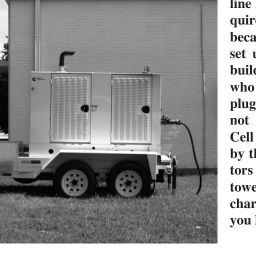 line
quir
beca
set u
build
who
plug
not
Cell
by th
tors
towe
char
you